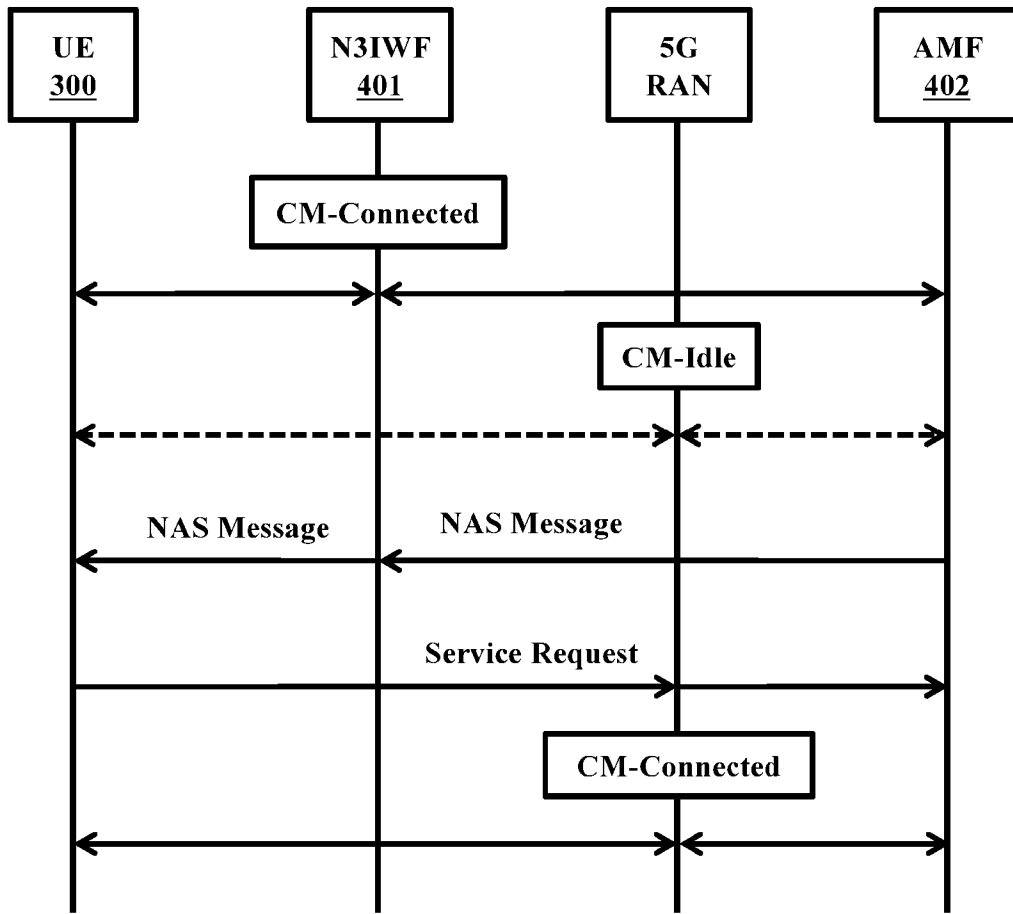 UE
300
N3IWF
401
5G
RAN
AMF
402
CM-Connected
CM-Idle
NAS Message
NAS Message
Service Request
CM-Connected